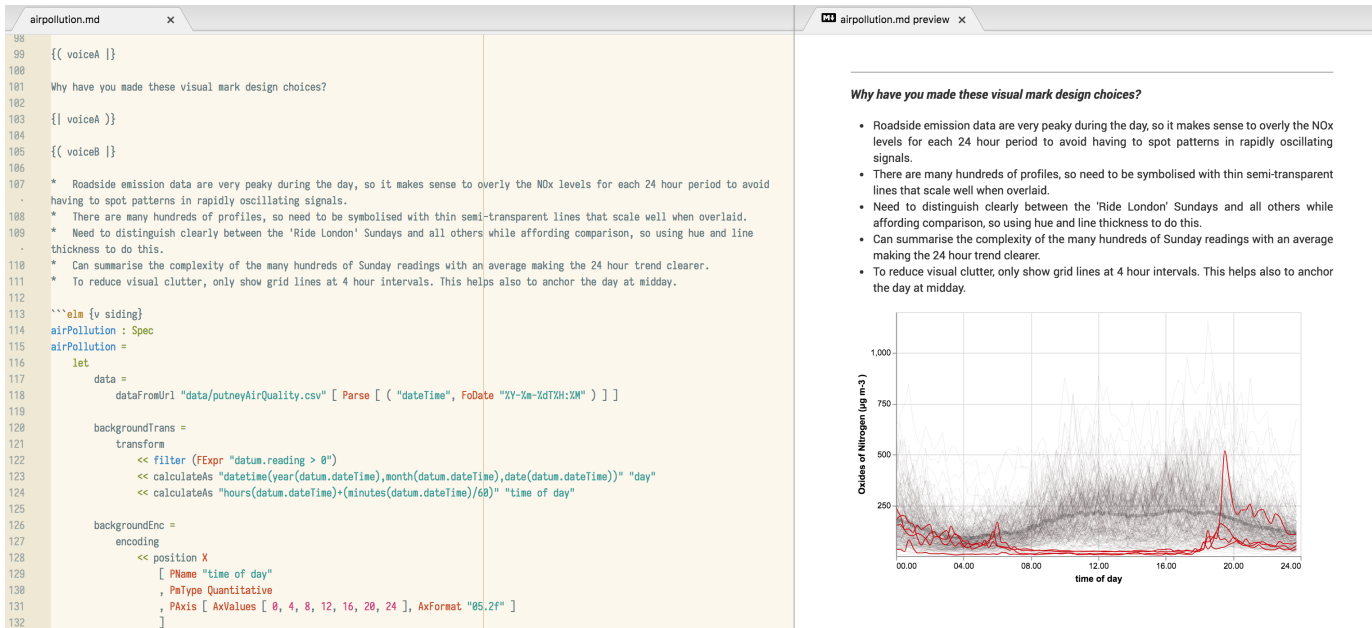 airpollution.md
98
99 {( voiceA |}
100
101 Why have you made these visual mark design choices?
102
103 {| voiceA )}
104
105 {( voiceB |}
106
107 * Roadside emission data are very peaky during the day, so it makes sense to overly the NOx levels for each 24 hour period to avoid
· having to spot patterns in rapidly oscillating signals.
108 * There are many hundreds of profiles, so need to be symbolised with thin semi-transparent lines that scale well when overlaid.
109 * Need to distinguish clearly between the 'Ride London' Sundays and all others while affording comparison, so using hue and line
· thickness to do this.
110 * Can summarise the complexity of the many hundreds of Sunday readings with an average making the 24 hour trend clearer.
111 * To reduce visual clutter, only show grid lines at 4 hour intervals. This helps also to anchor the day at midday.
112
113 ```elm {v siding}
114 airPollution : Spec
115 airPollution =
116 let
117 data =
118 dataFromUrl "data/putneyAirQuality.csv" [ Parse [ ( "dateTime", FoDate "%Y-%m-%dT%H:%M" ) ] ]
119
120 backgroundTrans =
121 transform
122 << filter (FExpr "datum.reading > 0")
123 << calculateAs "datetime(year(datum.dateTime),month(datum.dateTime),date(datum.dateTime))" "day"
124 << calculateAs "hours(datum.dateTime)+(minutes(datum.dateTime)/60)" "time of day"
125
126 backgroundEnc =
127 encoding
128 << position X
129 [ PName "time of day"
130 , PmType Quantitative
131 , PAxis [ AxValues [ 0, 4, 8, 12, 16, 20, 24 ], AxFormat "05.2f" ]
132 ]
M↓ airpollution.md preview
Why have you made these visual mark design choices?
• Roadside emission data are very peaky during the day, so it makes sense to overly the NOx
levels for each 24 hour period to avoid having to spot patterns in rapidly oscillating
signals.
• There are many hundreds of profiles, so need to be symbolised with thin semi-transparent
lines that scale well when overlaid.
• Need to distinguish clearly between the 'Ride London' Sundays and all others while
affording comparison, so using hue and line thickness to do this.
• Can summarise the complexity of the many hundreds of Sunday readings with an average
making the 24 hour trend clearer.
• To reduce visual clutter, only show grid lines at 4 hour intervals. This helps also to anchor
the day at midday.
Oxides of Nitrogen (µg m-3 )
1,000
750
500
250
00.00 04.00 08.00 12.00 16.00 20.00 24.00
time of day